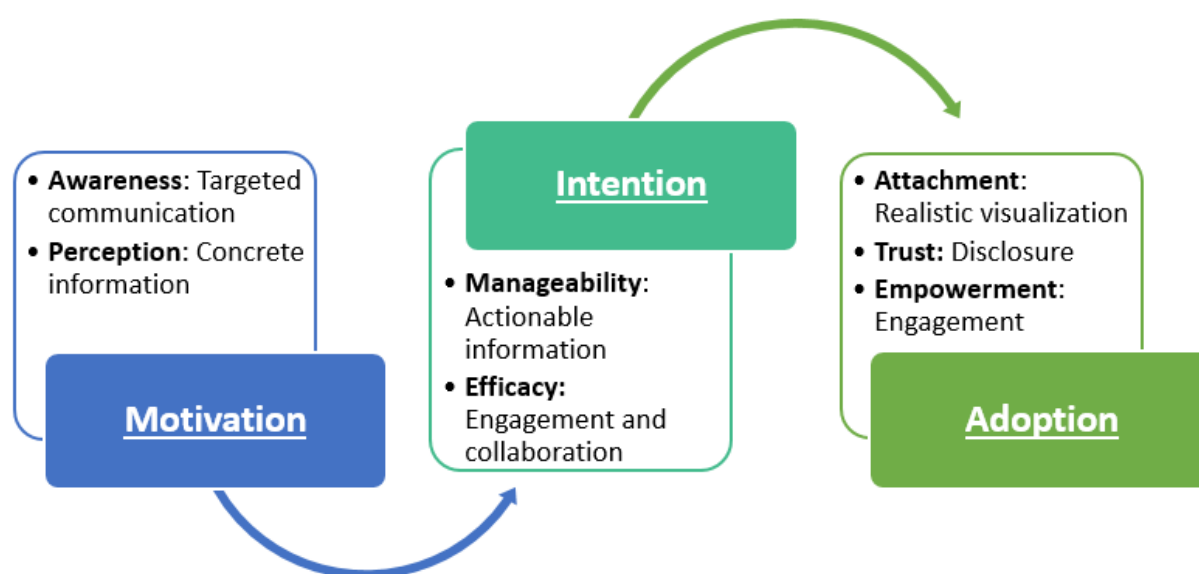 • Awareness: Targeted
communication
• Perception: Concrete
information
Motivation
Intention
• Manageability:
Actionable
information
• Efficacy:
Engagement and
collaboration
• Attachment:
Realistic visualization
• Trust: Disclosure
• Empowerment:
Engagement
Adoption